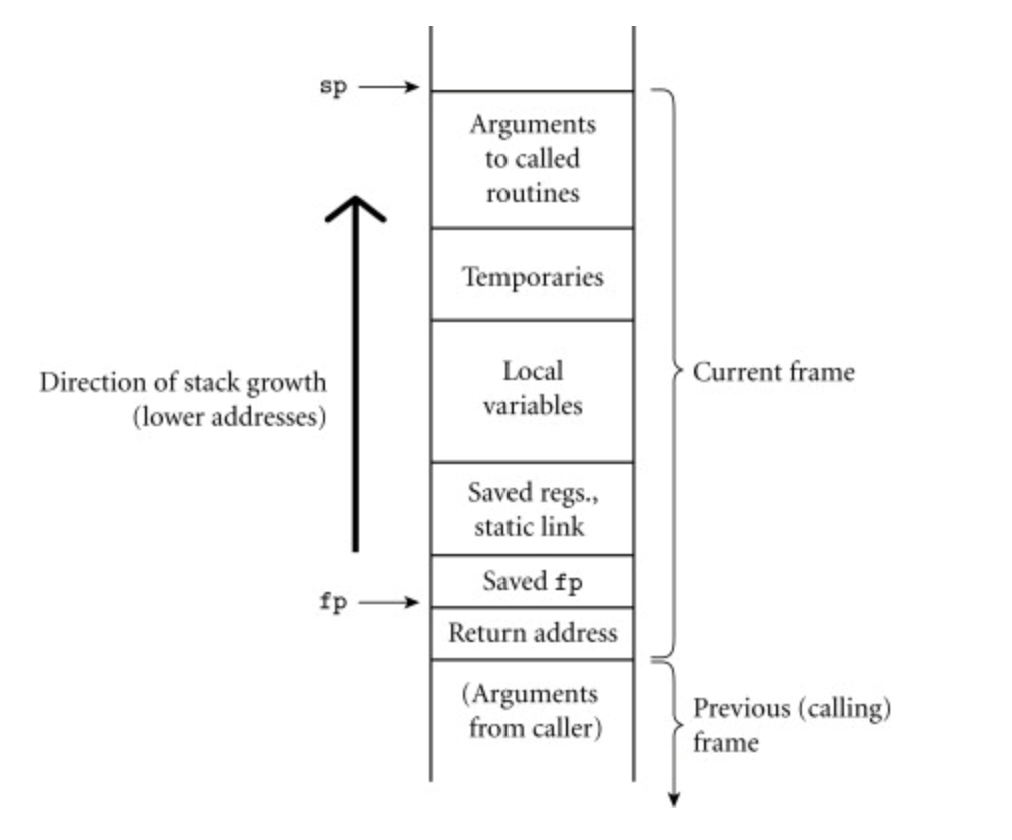 sp
Arguments
to called
routines
Temporaries
Direction of stack growth
(lower addresses)
Local
variables
Current frame
Saved regs.,
static link
Saved fp
fp
Return address
(Arguments
from caller)
Previous (calling)
frame